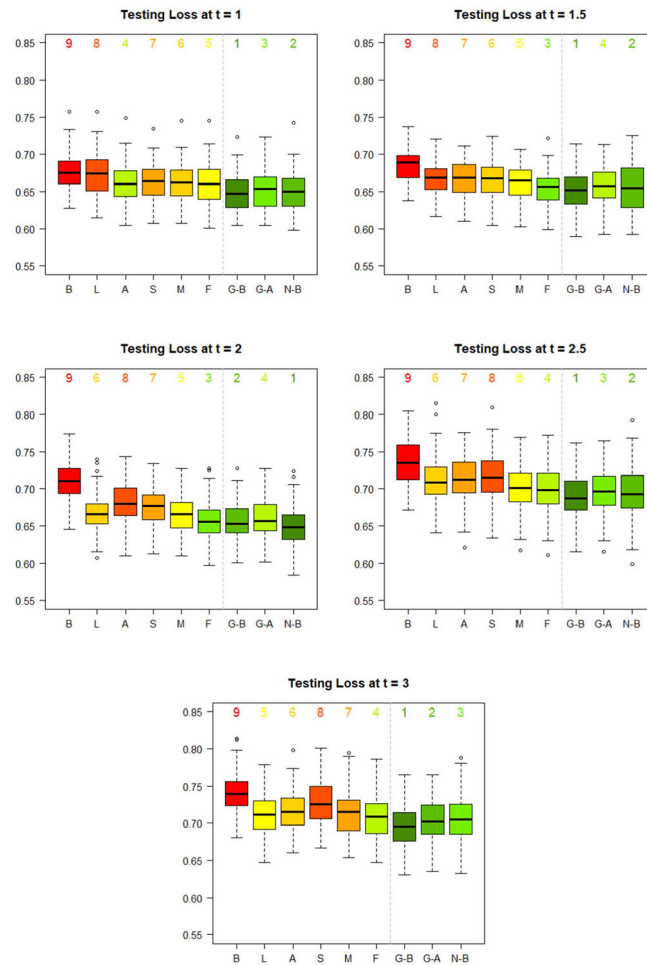 Testing Loss at t = 1
9 8 4 7 6 5 1 3 2
0.85
0.80
0.75
0.70
0.65
0.60
0.55
B L A S M F G-B G-A N-B
Testing Loss at t = 1.5
9 8 7 6 5 3 1 4 2
0.85
0.80
0.75
0.70
0.65
0.60
0.55
B L A S M F G-B G-A N-B
Testing Loss at t = 2
9 6 8 7 5 3 2 4 1
0.85
0.80
0.75
0.70
0.65
0.60
0.55
B L A S M F G-B G-A N-B
Testing Loss at t = 2.5
9 6 7 8 5 4 1 3 2
0.85
0.80
0.75
0.70
0.65
0.60
0.55
B L A S M F G-B G-A N-B
Testing Loss at t = 3
9 5 6 8 7 4 1 2 3
0.85
0.80
0.75
0.70
0.65
0.60
0.55
B L A S M F G-B G-A N-B